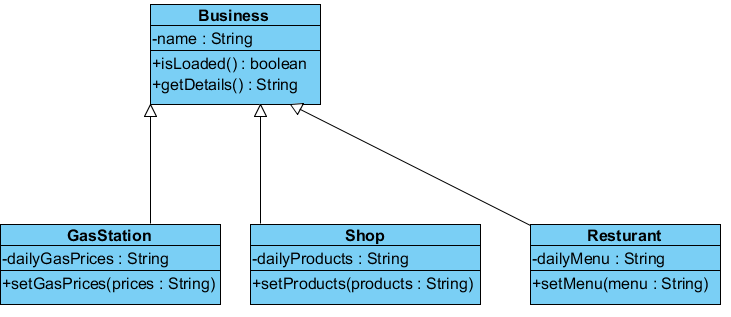 Business
-name : String
+isLoaded() : boolean
+getDetails() : String
GasStation
-dailyGasPrices : String
+setGasPrices(prices : String)
Shop
-dailyProducts : String
+setProducts(products : String)
Resturant
-dailyMenu : String
+setMenu(menu : String)